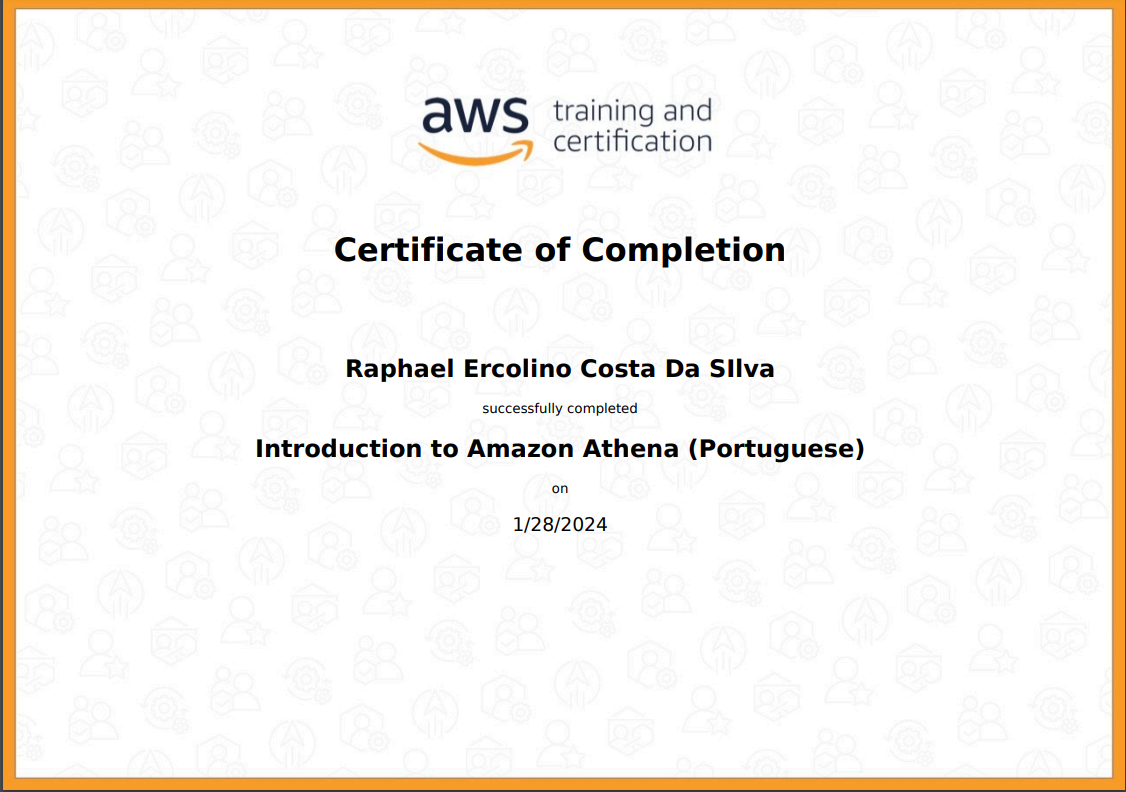 aws training and
certification
Certificate of Completion
Raphael Ercolino Costa Da SIlva
successfully completed
Introduction to Amazon Athena (Portuguese)
on
1/28/2024